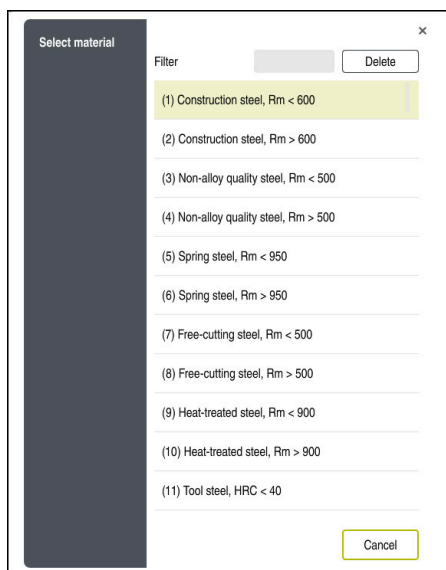 Select material
×
Filter Delete
(1) Construction steel, Rm < 600
(2) Construction steel, Rm > 600
(3) Non-alloy quality steel, Rm < 500
(4) Non-alloy quality steel, Rm > 500
(5) Spring steel, Rm < 950
(6) Spring steel, Rm > 950
(7) Free-cutting steel, Rm < 500
(8) Free-cutting steel, Rm > 500
(9) Heat-treated steel, Rm < 900
(10) Heat-treated steel, Rm > 900
(11) Tool steel, HRC < 40
Cancel